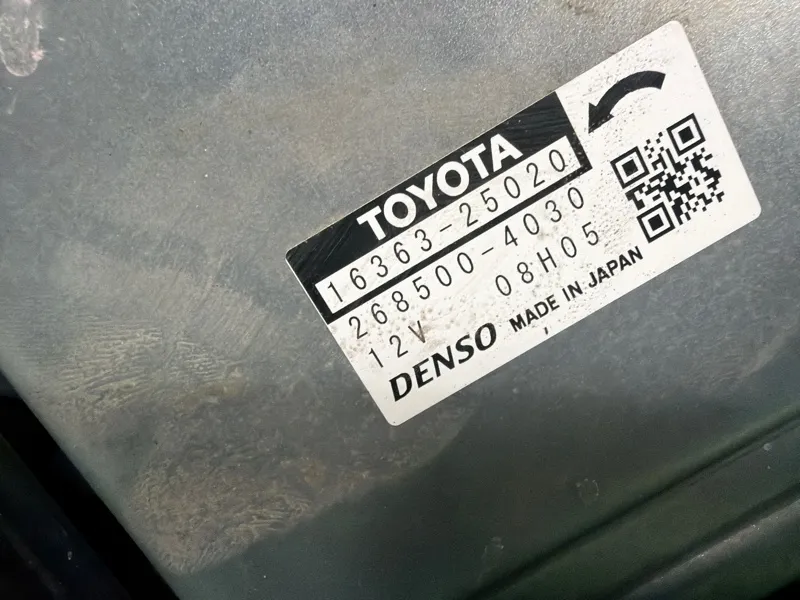 TOYOTA
16363-25020
268500-4030
12V 08H05
DENSO MADE IN JAPAN